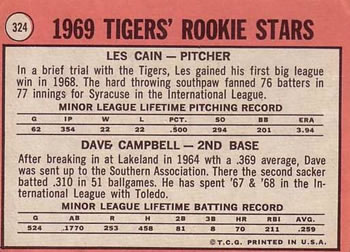 324
1969 TIGERS' ROOKIE STARS
LES CAIN – PITCHER
In a brief trial with the Tigers, Les gained his first big league
win in 1968. The hard throwing southpaw fanned 76 batters in
77 innings for Syracuse in the International League.
MINOR LEAGUE LIFETIME PITCHING RECORD
G IP W L PCT. SO BB ERA
62 354 22 22 .500 294 201 3.94
DAVE CAMPBELL – 2ND BASE
After breaking in at Lakeland in 1964 with a .369 average, Dave
was sent up to the Southern Association. There the second sacker
batted .310 in 51 ballgames. He has spent '67 & '68 in the In-
ternational League with Toledo.
MINOR LEAGUE LIFETIME BATTING RECORD
G AB R H 2B 3B HR RBI AVG.
524 .1770 253 458 81 8 70 211 .259
© T.C.G. PRINTED IN U.S.A.